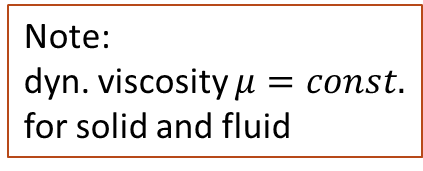 Note:
dyn. viscosity μ = const.
for solid and fluid